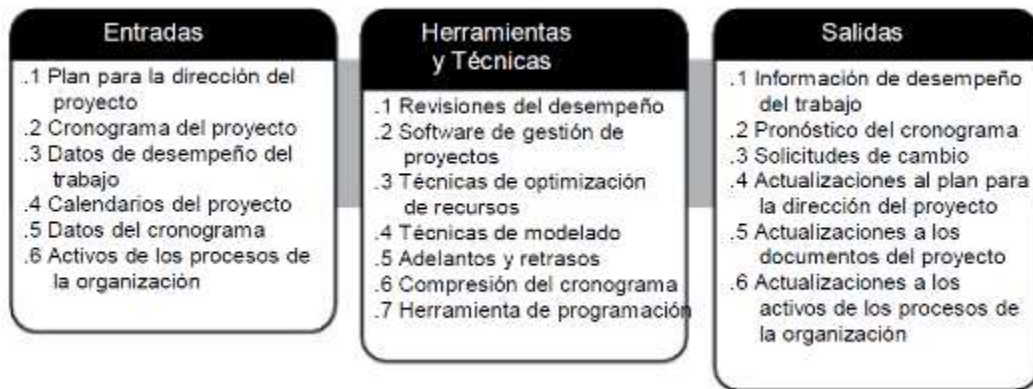 Entradas
.1 Plan para la dirección del
proyecto
.2 Cronograma del proyecto
.3 Datos de desempeño del
trabajo
.4 Calendarios del proyecto
.5 Datos del cronograma
.6 Activos de los procesos de
la organización
Herramientas
y Técnicas
.1 Revisiones del desempeño
.2 Software de gestión de
proyectos
.3 Técnicas de optimización
de recursos
.4 Técnicas de modelado
.5 Adelantos y retrasos
.6 Compresión del cronograma
.7 Herramienta de programación
Salidas
.1 Información de desempeño
del trabajo
.2 Pronóstico del cronograma
.3 Solicitudes de cambio
.4 Actualizaciones al plan para
la dirección del proyecto
.5 Actualizaciones a los
documentos del proyecto
.6 Actualizaciones a los
activos de los procesos de
la organización